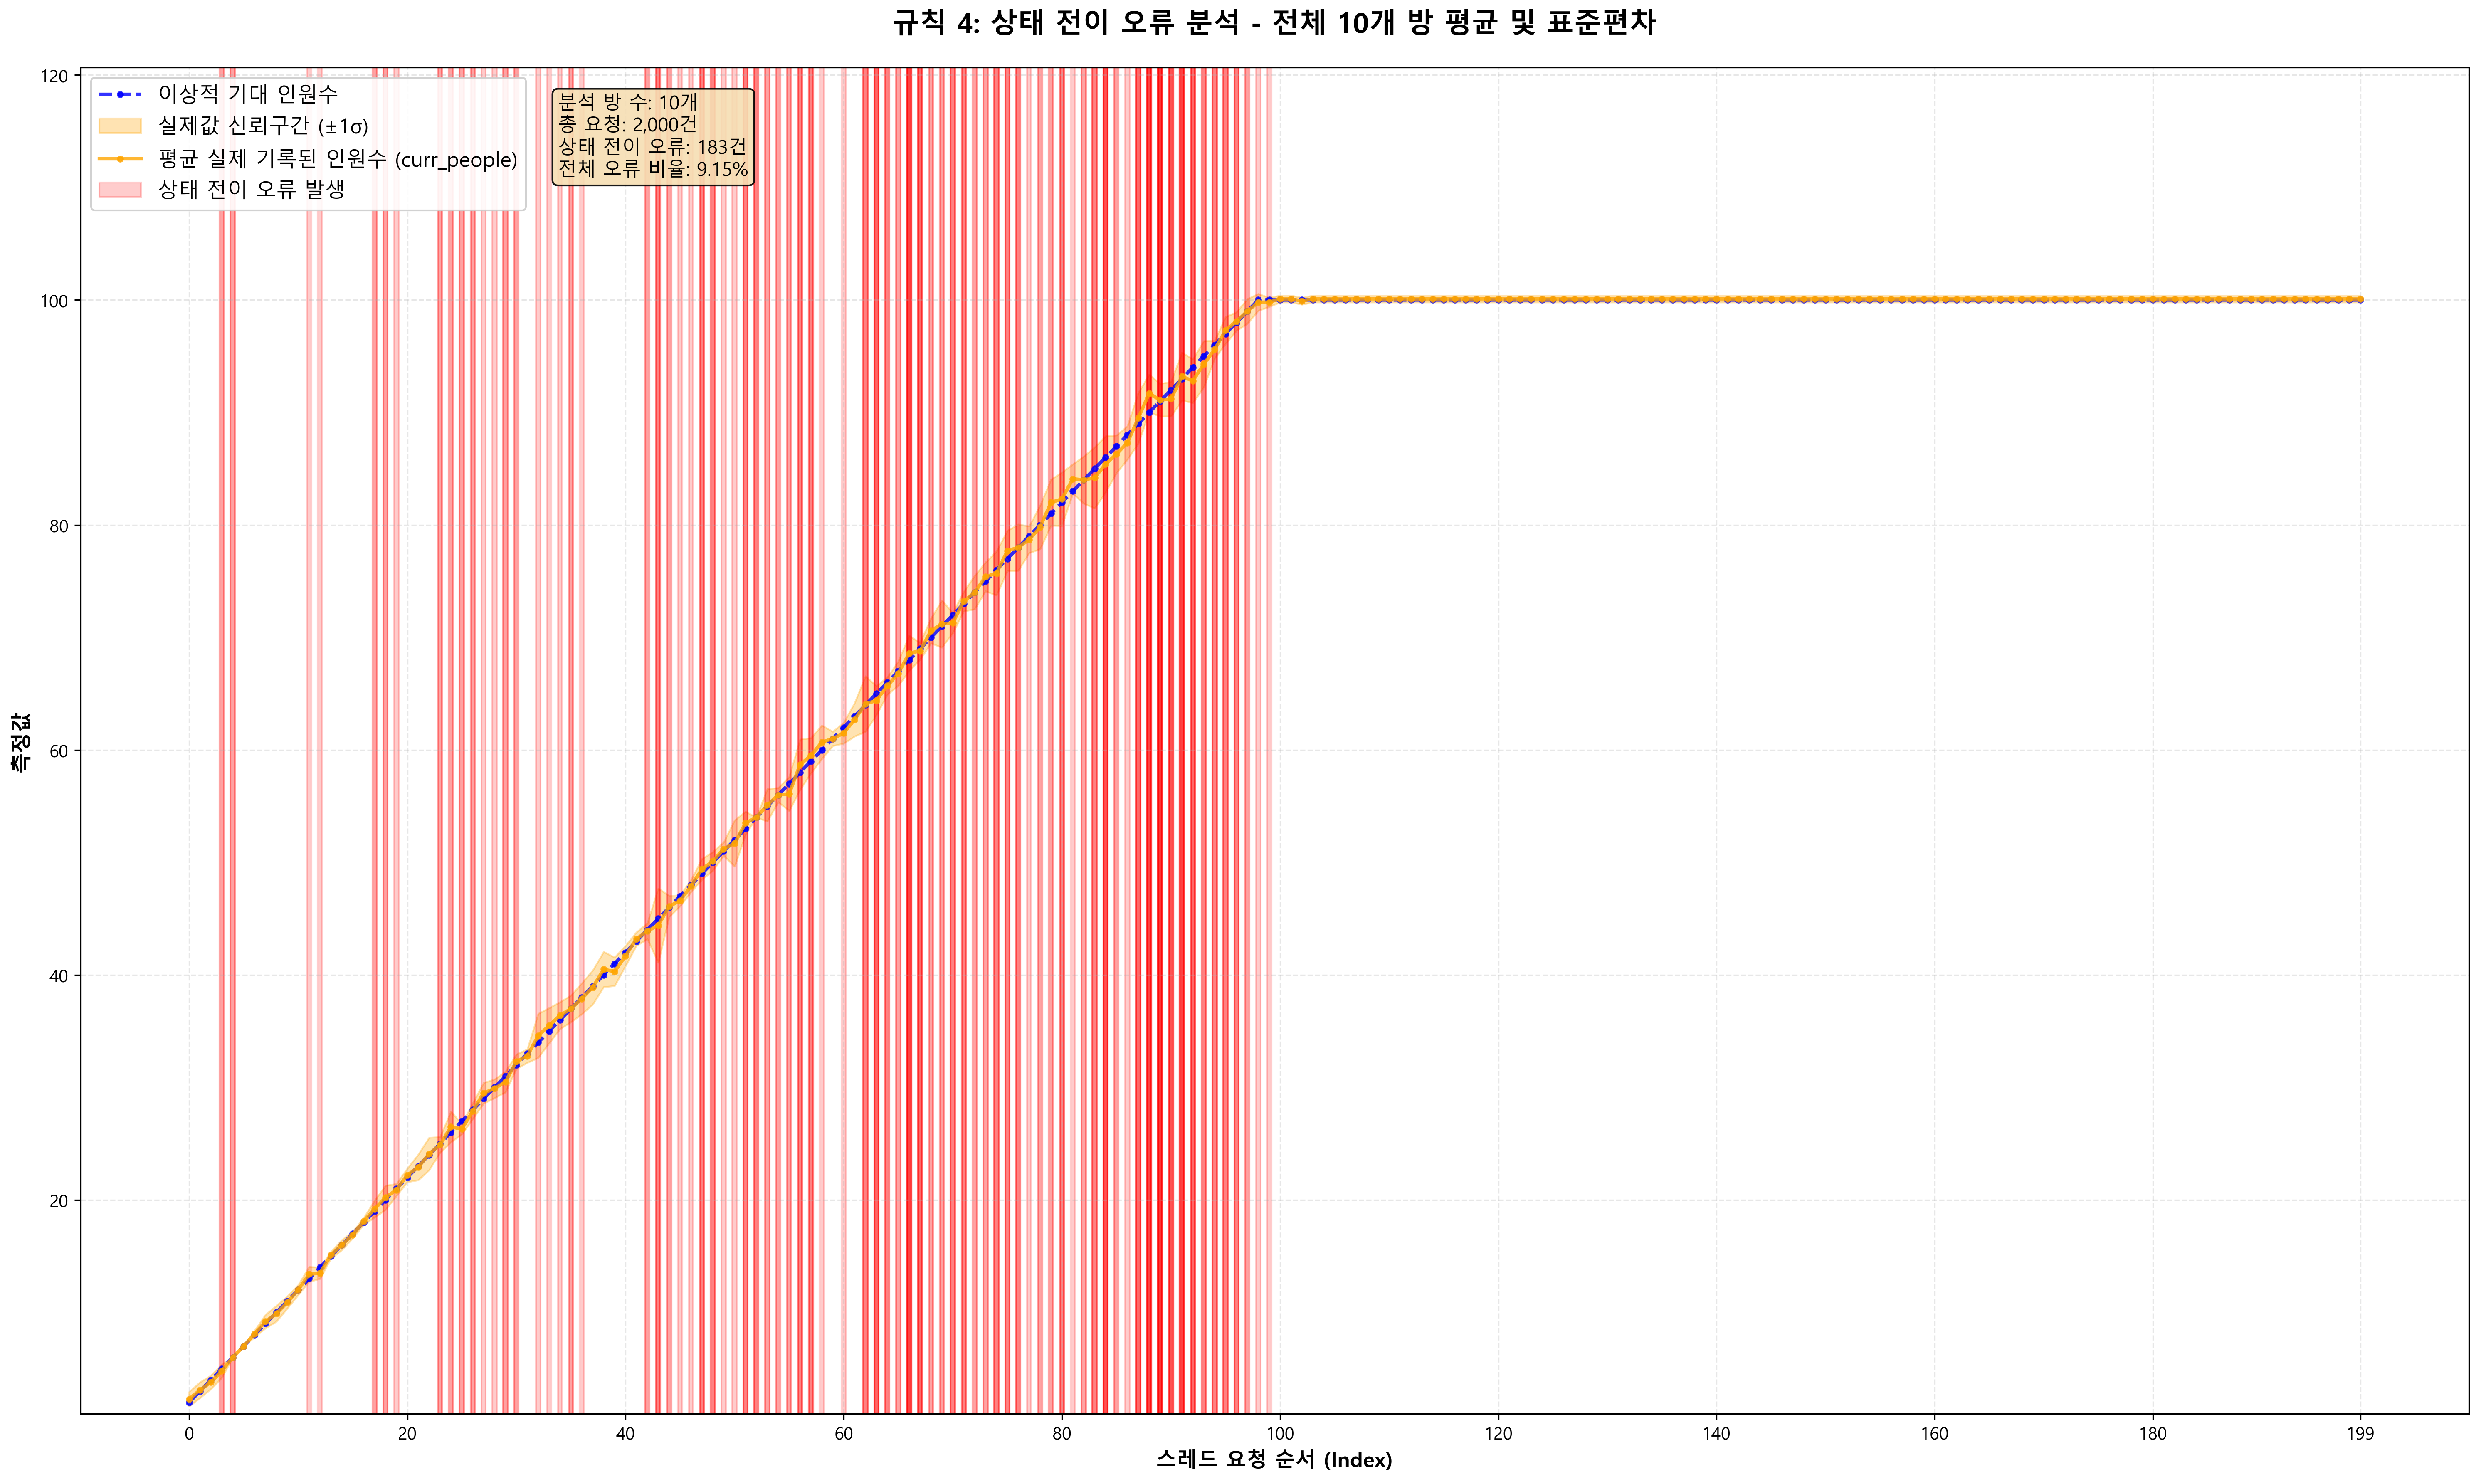 규칙 4: 상태 전이 오류 분석 - 전체 10개 방 평균 및 표준편차
이상적 기대 인원수
실제값 신뢰구간 (±1σ)
평균 실제 기록된 인원수 (curr_people)
상태 전이 오류 발생
분석 방 수: 10개
총 요청: 2,000건
상태 전이 오류: 183건
전체 오류 비율: 9.15%
측정값
120
100
80
60
40
20
0 20 40 60 80 100 120 140 160 180 199
스레드 요청 순서 (Index)